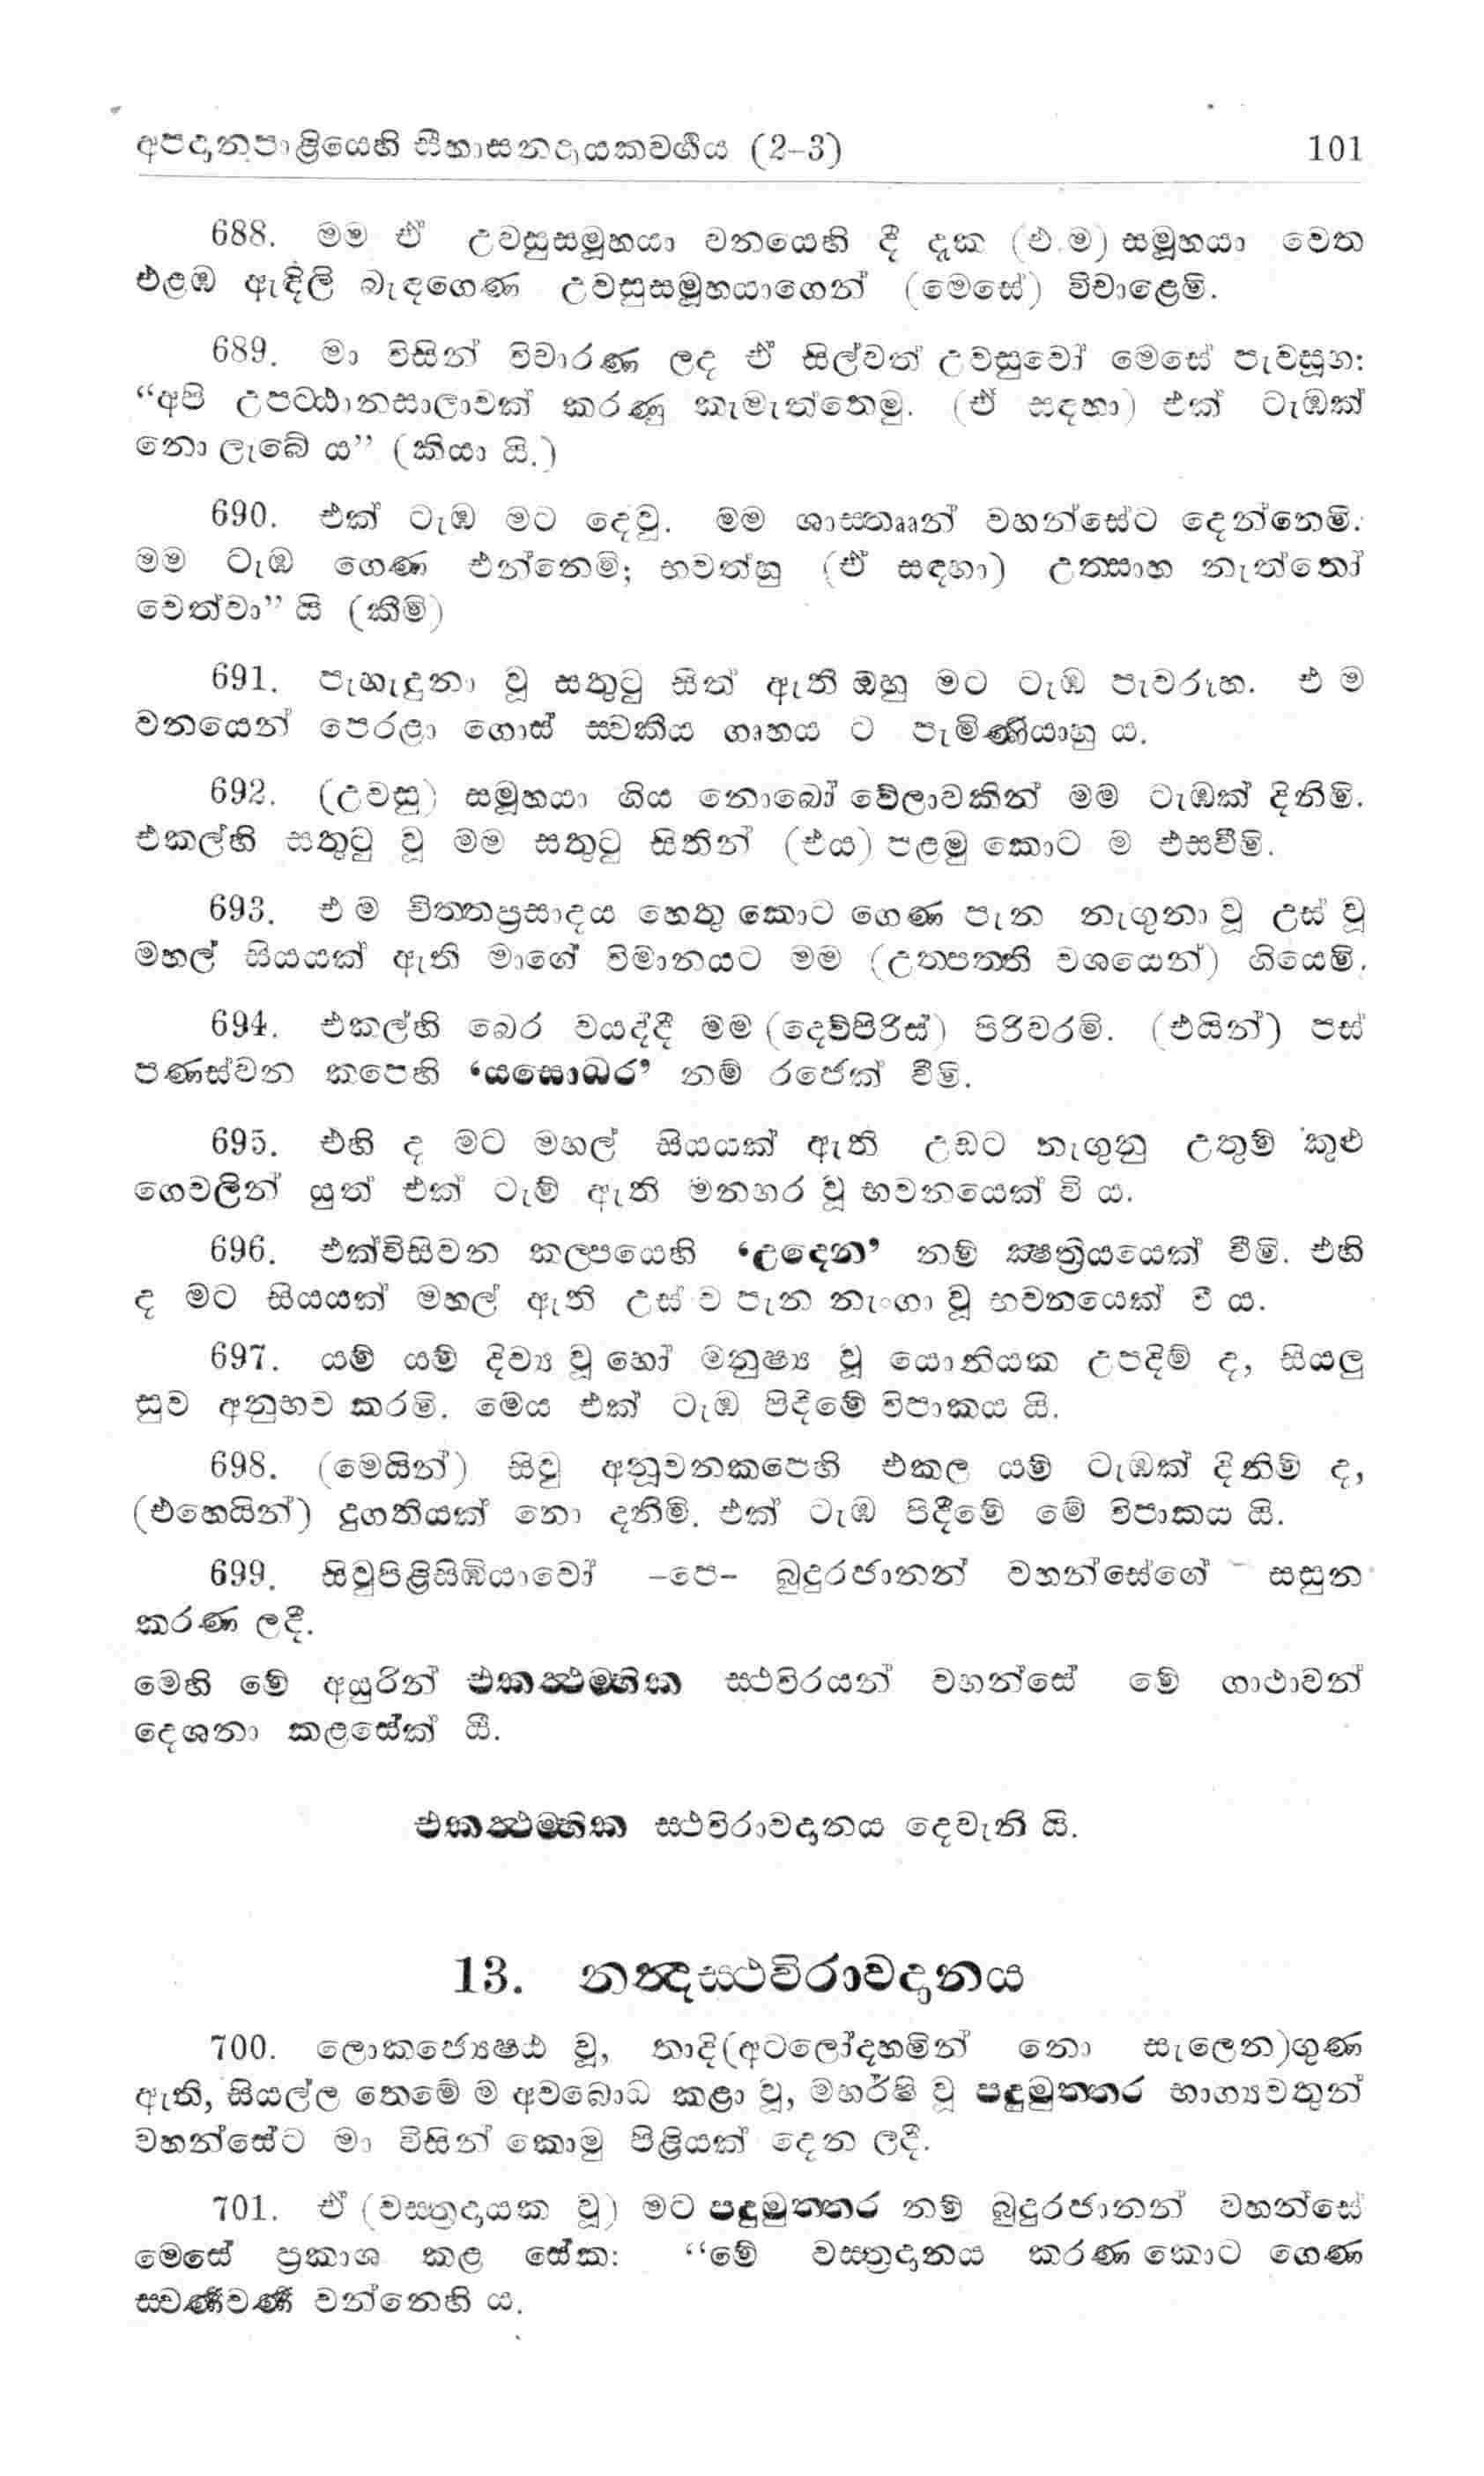 අපදානපාළියෙහි සීහාසනදායකවර්ගය (2-3) 101
688. මම ඒ උවසුසමූහයා වනයෙහි දී දැක (එ ම) සමූහයා වෙත
එළඹ ඇඳිලි බැඳගෙණ උවසුසමූහයාගෙන් (මෙසේ) විචාළෙමි.
689. මා විසින් විචාරණ ලද ඒ සිල්වත් උවසුවෝ මෙසේ පැවසූහ:
“අපි උපට්ඨානසාලාවක් කරණු කැමැත්තෙමු. (ඒ සඳහා) එක් ටැඹක්
නො ලැබේ ය” (කියා යි.)
690. එක් ටැඹ මට දෙවු. මම ශාස්තෲන් වහන්සේට දෙන්නෙමි.
මම ටැඹ ගෙණ එන්නෙමි; භවත්හු (ඒ සඳහා) උත්සාහ නැත්තෝ
වෙත්වා” යි (කීමි)
691. පැහැදුනා වූ සතුටු සිත් ඇති ඔහු මට ටැඹ පැවරූහ. එ ම
වනයෙන් පෙරළා ගොස් ස්වකීය ගෘහය ට පැමිණියාහු ය.
692. (උවසු) සමූහයා ගිය නොබෝ වේලාවකින් මම ටැඹක් දිනිමි.
එකල්හි සතුටු වූ මම සතුටු සිතින් (එය) පළමු කොට ම එසවීමි.
693. එ ම චිත්තප්‍රසාදය හෙතු කොට ගෙණ පැන නැගුනා වූ උස් වූ
මහල් සියයක් ඇති මාගේ විමානයට මම (උත්පත්ති වශයෙන්) ගියෙමි.
694. එකල්හි බෙර වයද්දී මම (දෙව්පිරිස්) පිරිවරමි. (එයින්) පස්
පණස්වන කපෙහි ‘යසොධර’ නම් රජෙක් වීමි.
695. එහි ද මට මහල් සියයක් ඇති උඩට නැගුනු උතුම් කුළු
ගෙවලින් යුත් එක් ටැම් ඇති මනහර වූ භවනයෙක් වි ය.
696. එක්විසිවන කල්පයෙහි ‘උදෙන’ නම් ක්ෂත්‍රියයෙක් වීමි. එහි
ද මට සියයක් මහල් ඇති උස් ව පැන නැංගා වූ භවනයෙක් වී ය.
697. යම් යම් දිව්‍ය වූ හෝ මනුෂ්‍ය වූ යොනියක උපදිම් ද, සියලු
සුව අනුභව කරමි. මෙය එක් ටැඹ පිදීමේ විපාකය යි.
698. (මෙයින්) සිවු අනූවනකපෙහි එකල යම් ටැඹක් දිනිම් ද,
(එහෙයින්) දුගතියක් නො දනිමි. එක් ටැඹ පිදීමේ මේ විපාකය යි.
699. සිවුපිළිසිඹියාවෝ –පෙ– බුදුරජානන් වහන්සේගේ සසුන
කරණ ලදී.
මෙහි මේ අයුරින් එකත්ථම්භික ස්ථවිරයන් වහන්සේ මේ ගාථාවන්
දෙශනා කළසේක් යී.
එකත්ථම්භික ස්ථවිරාවදානය දෙවැනි යි.
13. නන්දස්ථවිරාවදානය
700. ලොකජ්‍යෙෂ්ඨ වූ, තාදි(අටලෝදහමින් නො සැලෙන)ගුණ
ඇති, සියල්ල තෙමේ ම අවබොධ කළා වූ, මහර්ෂි වූ පදුමුත්තර භාග්‍යවතුන්
වහන්සේට මා විසින් කොමු පිළියක් දෙන ලදී.
701. ඒ (වස්ත්‍රදායක වූ) මට පදුමුත්තර නම් බුදුරජානන් වහන්සේ
මෙසේ ප්‍රකාශ කළ සේක: “මේ වස්ත්‍රදානය කරණ කොට ගෙණ
ස්වර්ණවර්ණ වන්නෙහි ය.